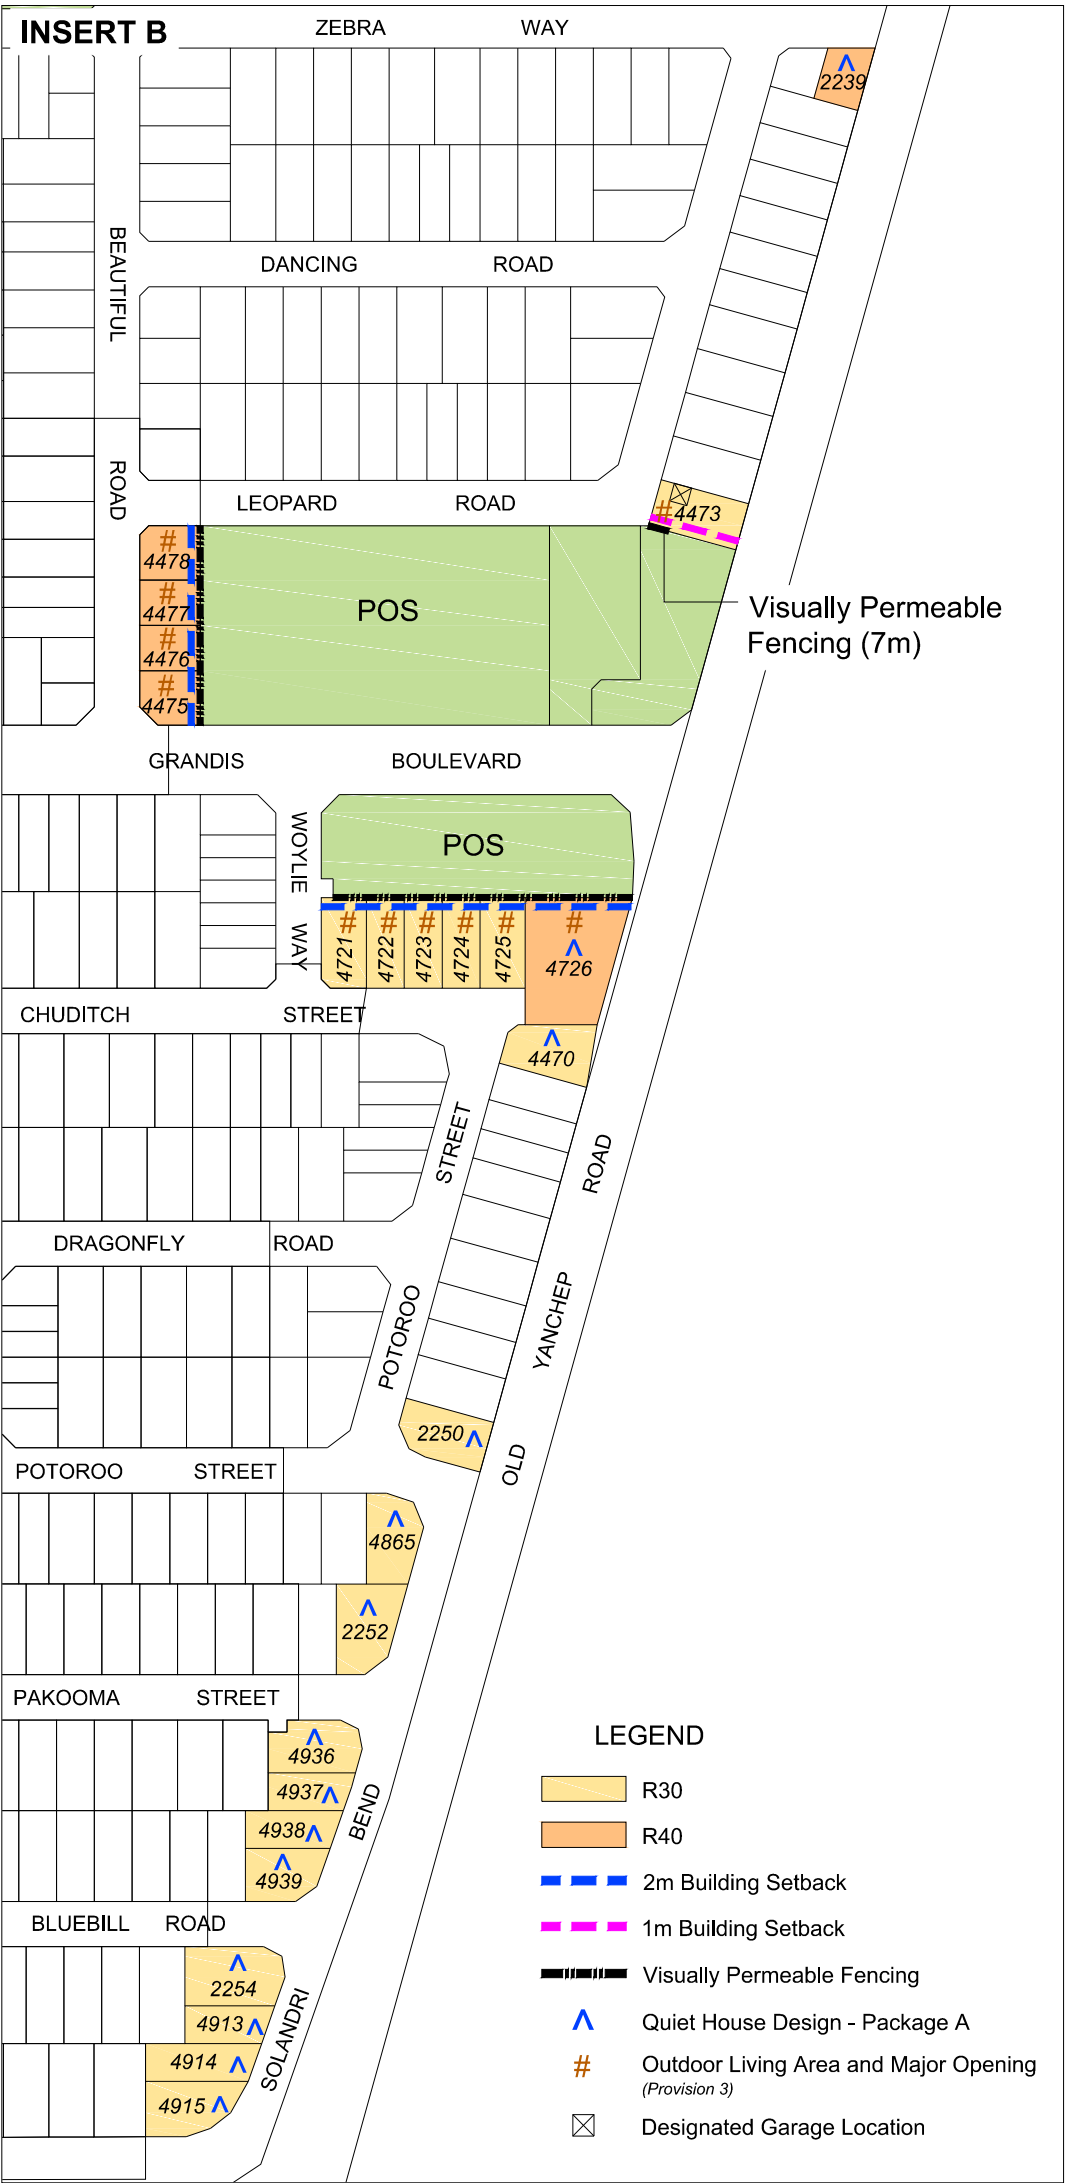 INSERT B
ZEBRA WAY
2239
BEAUTIFUL ROAD
DANCING ROAD
LEOPARD ROAD
# 4473
# 4478
# 4477
# 4476
# 4475
POS
Visually Permeable
Fencing (7m)
GRANDIS BOULEVARD
WOYLIE WAY
POS
# 4721
# 4722
# 4723
# 4724
# 4725
#
4726
CHUDITCH STREET
4470
POTOROO STREET
DRAGONFLY ROAD
OLD YANCHEP ROAD
2250
POTOROO STREET
4865
2252
PAKOOMA STREET
4936
4937
4938
4939
SOLANDRI BEND
BLUEBILL ROAD
2254
4913
4914
4915
LEGEND
R30
R40
2m Building Setback
1m Building Setback
Visually Permeable Fencing
Quiet House Design - Package A
# Outdoor Living Area and Major Opening
(Provision 3)
Designated Garage Location